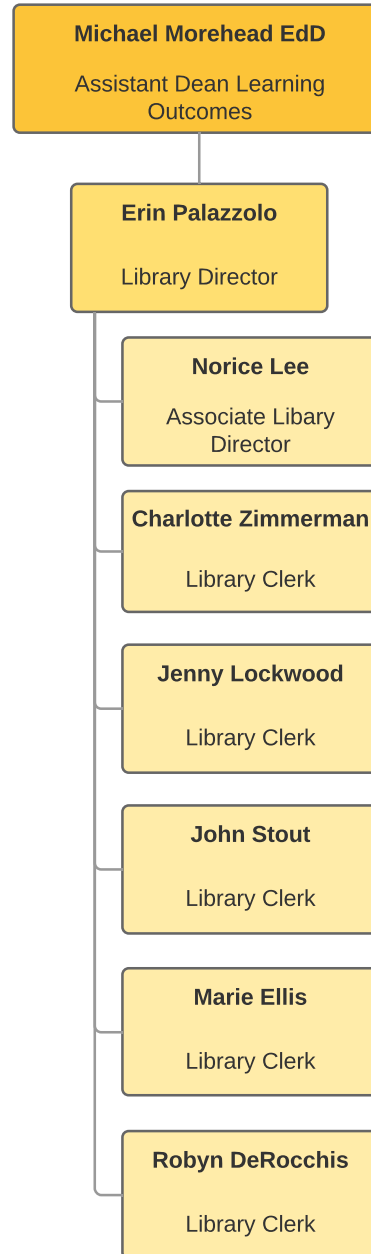 Michael Morehead EdD
Assistant Dean Learning
Outcomes
Erin Palazzolo
Library Director
Norice Lee
Associate Libary
Director
Charlotte Zimmerman
Library Clerk
Jenny Lockwood
Library Clerk
John Stout
Library Clerk
Marie Ellis
Library Clerk
Robyn DeRocchis
Library Clerk